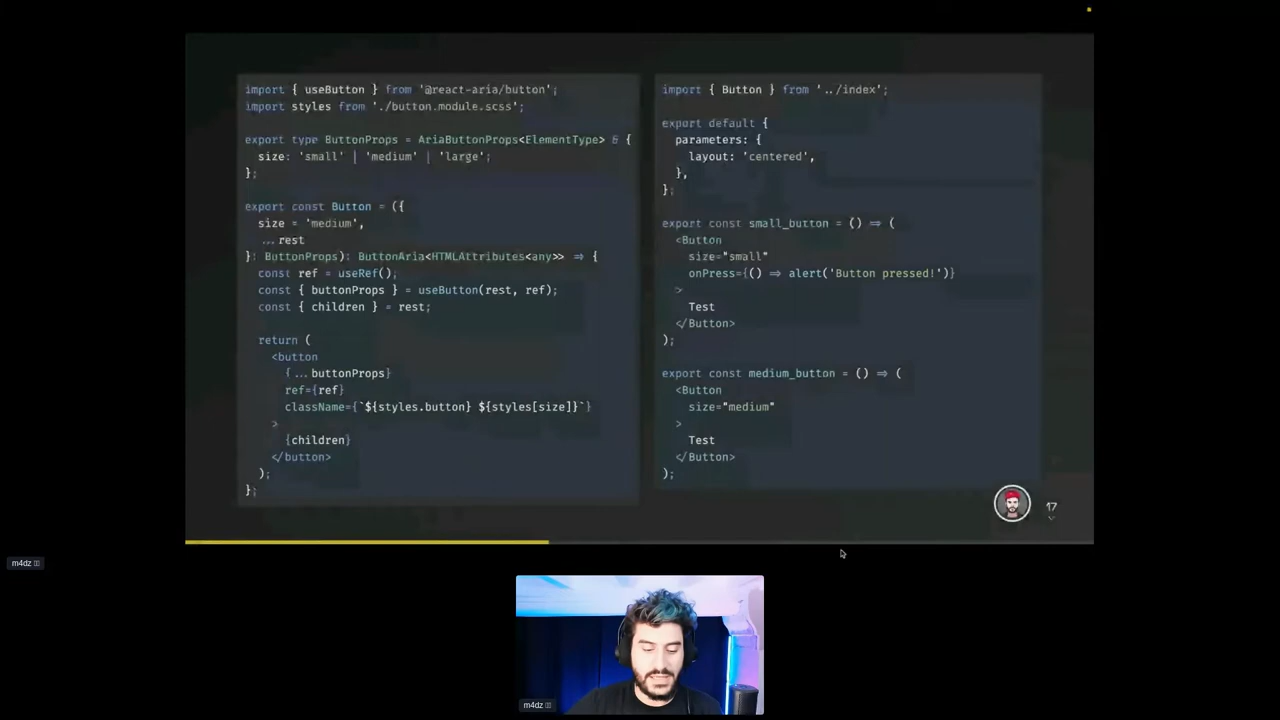 import { useButton } from '@react-aria/button';
import styles from './button.module.scss';
export type ButtonProps = AriaButtonProps<ElementType> & {
size: 'small' | 'medium' | 'large';
};
export const Button = ({
size = 'medium',
...rest
}: ButtonProps): ButtonAria<HTMLAttributes<any>> => {
const ref = useRef();
const { buttonProps } = useButton(rest, ref);
const { children } = rest;
return (
<button
{...buttonProps}
ref={ref}
className={`${styles.button} ${styles[size]}`}
>
{children}
</button>
);
};
import { Button } from '../index';
export default {
parameters: {
layout: 'centered',
},
};
export const small_button = () => (
<Button
size="small"
onPress={() => alert('Button pressed!')}
>
Test
</Button>
);
export const medium_button = () => (
<Button
size="medium"
>
Test
</Button>
);
17
m4dz
m4dz